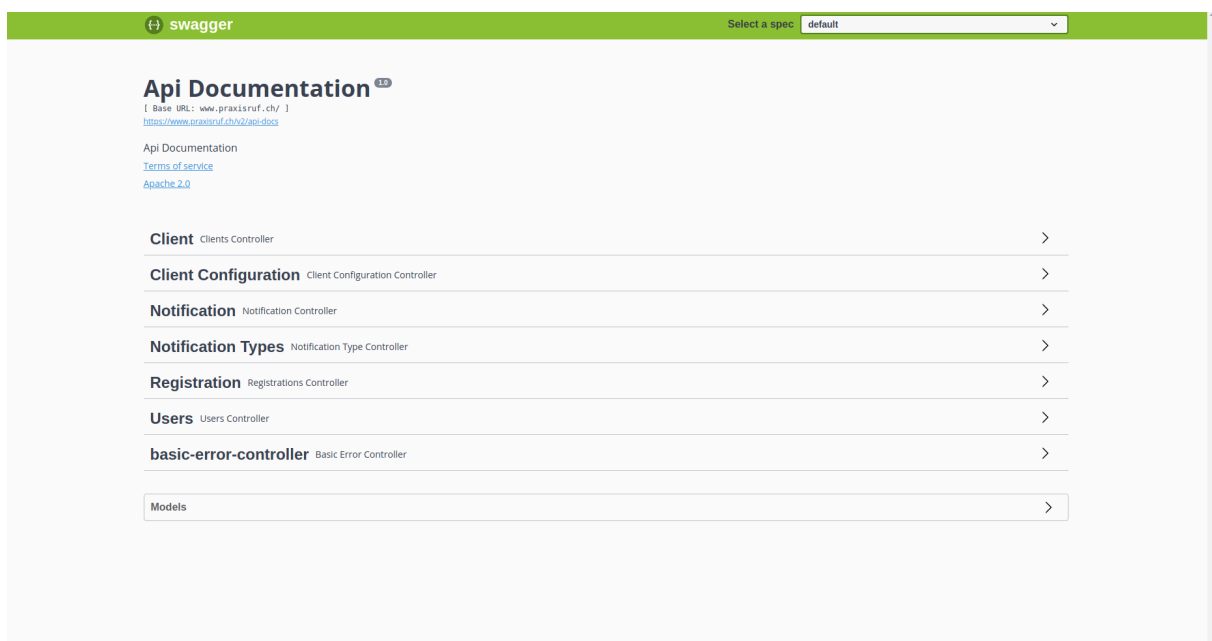 swagger Select a spec default
Api Documentation 1.0
[ Base URL: www.praxisruf.ch/ ]
https://www.praxisruf.ch/v2/api-docs
Api Documentation
Terms of service
Apache 2.0
Client Clients Controller
Client Configuration Client Configuration Controller
Notification Notification Controller
Notification Types Notification Type Controller
Registration Registrations Controller
Users Users Controller
basic-error-controller Basic Error Controller
Models